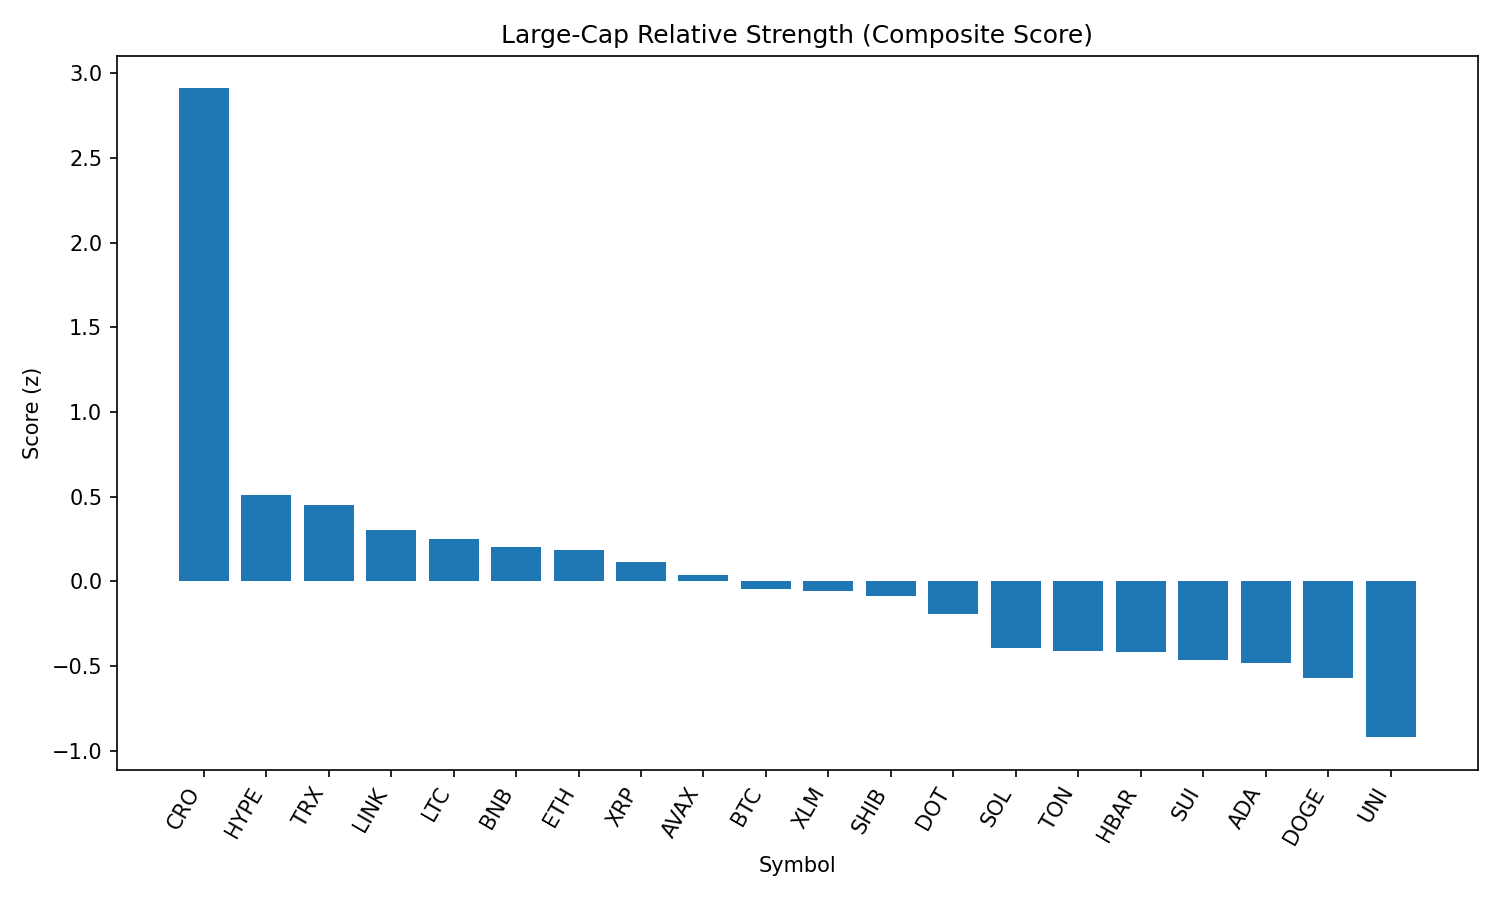 Large-Cap Relative Strength (Composite Score)
3.0
2.5
2.0
1.5
1.0
0.5
0.0
−0.5
−1.0
Score (z)
CRO
HYPE
TRX
LINK
LTC
BNB
ETH
XRP
AVAX
BTC
XLM
SHIB
DOT
SOL
TON
HBAR
SUI
ADA
DOGE
UNI
Symbol